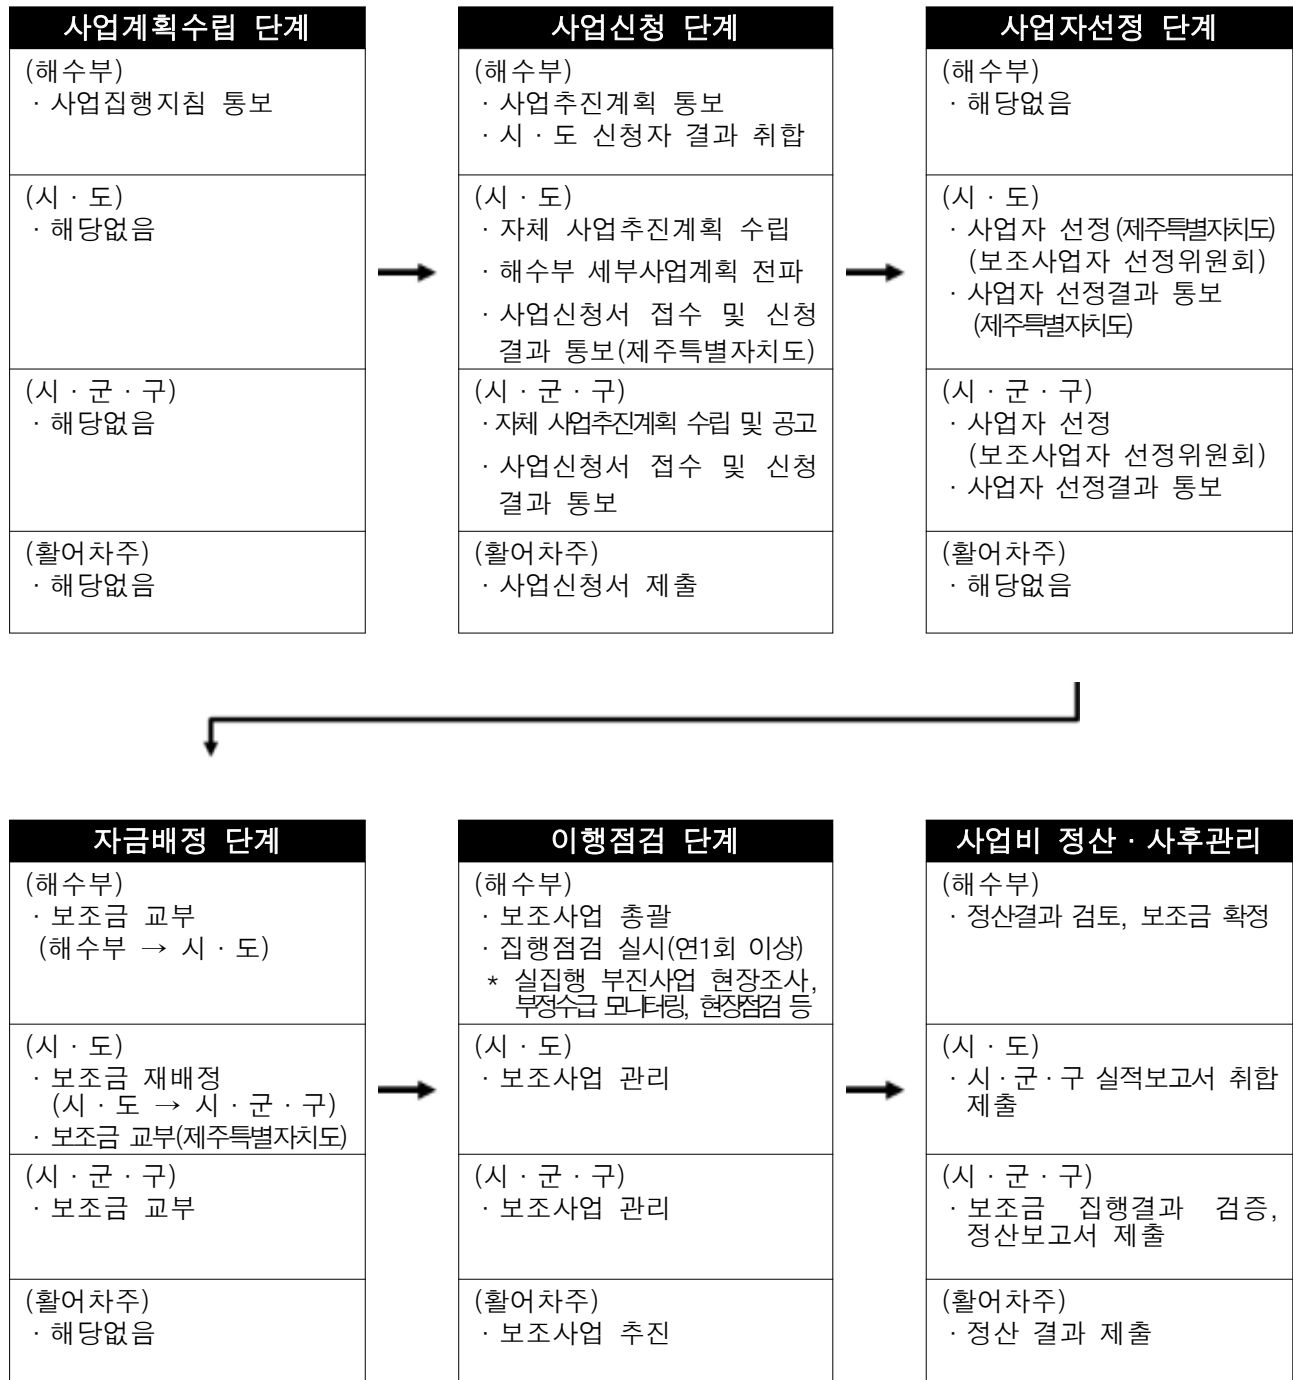 사업계획수립 단계
(해수부)
· 사업집행지침 통보
(시 · 도)
· 해당없음
(시 · 군 · 구)
· 해당없음
(활어차주)
· 해당없음
사업신청 단계
(해수부)
· 사업추진계획 통보
· 시 · 도 신청자 결과 취합
(시 · 도)
· 자체 사업추진계획 수립
· 해수부 세부사업계획 전파
· 사업신청서 접수 및 신청
결과 통보(제주특별자치도)
(시 · 군 · 구)
· 자체 사업추진계획 수립 및 공고
· 사업신청서 접수 및 신청
결과 통보
(활어차주)
· 사업신청서 제출
사업자선정 단계
(해수부)
· 해당없음
(시 · 도)
· 사업자 선정(제주특별자치도)
(보조사업자 선정위원회)
· 사업자 선정결과 통보
(제주특별자치도)
(시 · 군 · 구)
· 사업자 선정
(보조사업자 선정위원회)
· 사업자 선정결과 통보
(활어차주)
· 해당없음
자금배정 단계
(해수부)
· 보조금 교부
(해수부 → 시 · 도)
(시 · 도)
· 보조금 재배정
(시 · 도 → 시 · 군 · 구)
· 보조금 교부(제주특별자치도)
(시 · 군 · 구)
· 보조금 교부
(활어차주)
· 해당없음
이행점검 단계
(해수부)
· 보조사업 총괄
· 집행점검 실시(연1회 이상)
* 실집행 부진사업 현장조사,
부정수급 모니터링, 현장점검 등
(시 · 도)
· 보조사업 관리
(시 · 군 · 구)
· 보조사업 관리
(활어차주)
· 보조사업 추진
사업비 정산 · 사후관리
(해수부)
· 정산결과 검토, 보조금 확정
(시 · 도)
· 시 · 군 · 구 실적보고서 취합
제출
(시 · 군 · 구)
· 보조금 집행결과 검증,
정산보고서 제출
(활어차주)
· 정산 결과 제출